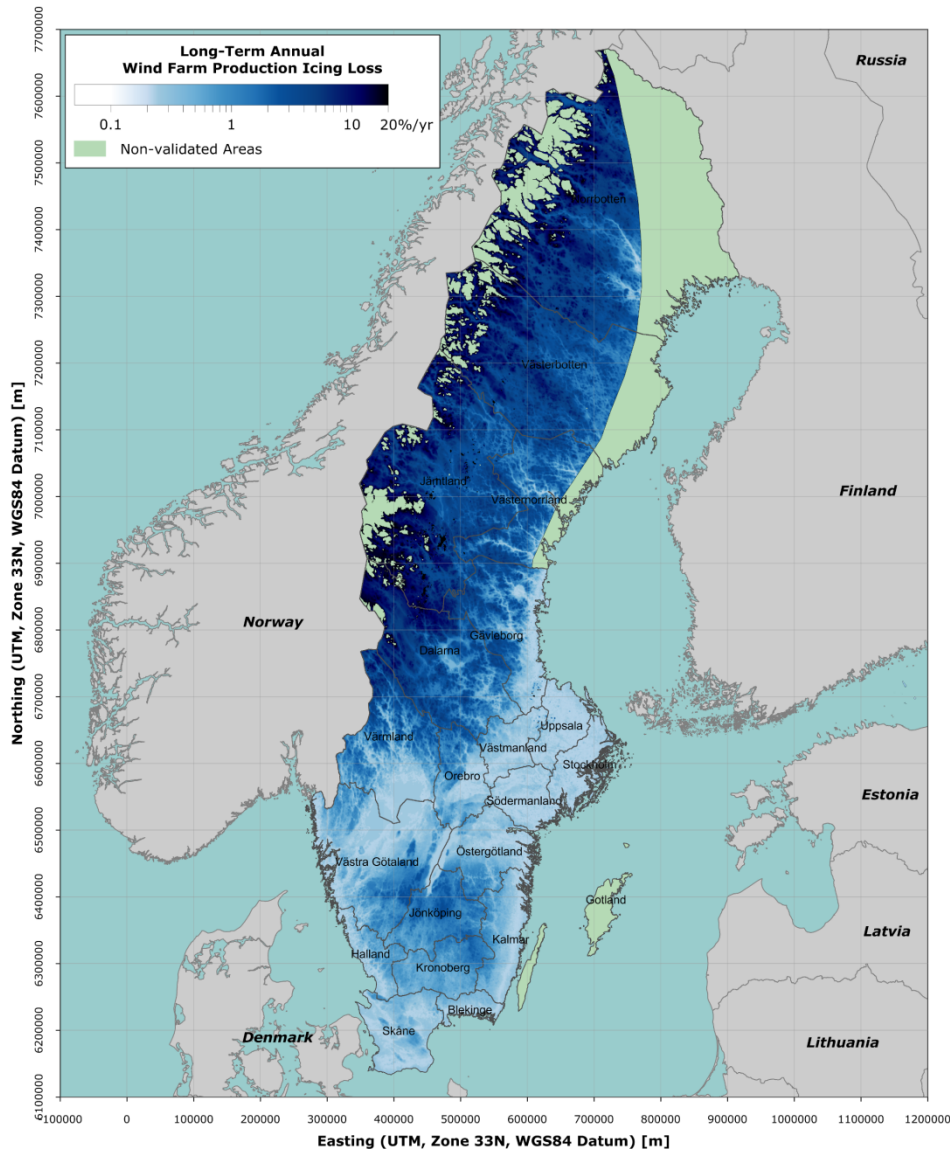 Long-Term Annual
Wind Farm Production Icing Loss
0.1 1 10 20%/yr
Non-validated Areas
Russia
Västerbotten
Jämtland
Västernorrland
Finland
Norway
Gävleborg
Dalarna
Uppsala
Värmland
Västmanland
Stockholm
Örebro
Södermanland
Estonia
Östergötland
Västra Götaland
Gotland
Jönköping
Latvia
Kalmar
Halland
Kronoberg
Blekinge
Skåne
Denmark
Lithuania
Northing (UTM, Zone 33N, WGS84 Datum) [m]
7700000
7600000
7500000
7400000
7300000
7200000
7100000
7000000
6900000
6800000
6700000
6600000
6500000
6400000
6300000
6200000
6100000
-100000 0 100000 200000 300000 400000 500000 600000 700000 800000 900000 1000000 1100000 1200000
Easting (UTM, Zone 33N, WGS84 Datum) [m]